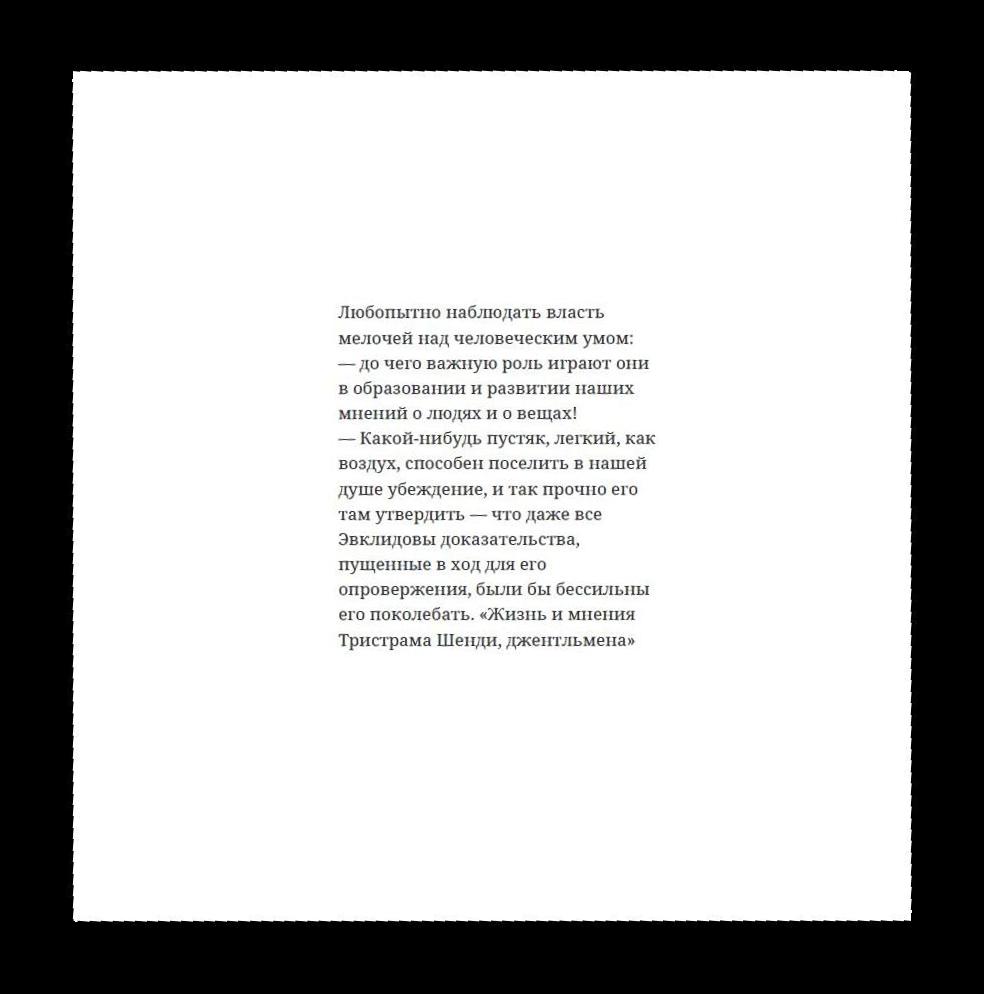 Любопытно наблюдать власть
мелочей над человеческим умом:
— до чего важную роль играют они
в образовании и развитии наших
мнений о людях и о вещах!
— Какой-нибудь пустяк, легкий, как
воздух, способен поселить в нашей
душе убеждение, и так прочно его
там утвердить — что даже все
Эвклидовы доказательства,
пущенные в ход для его
опровержения, были бы бессильны
его поколебать. «Жизнь и мнения
Тристрама Шенди, джентльмена»